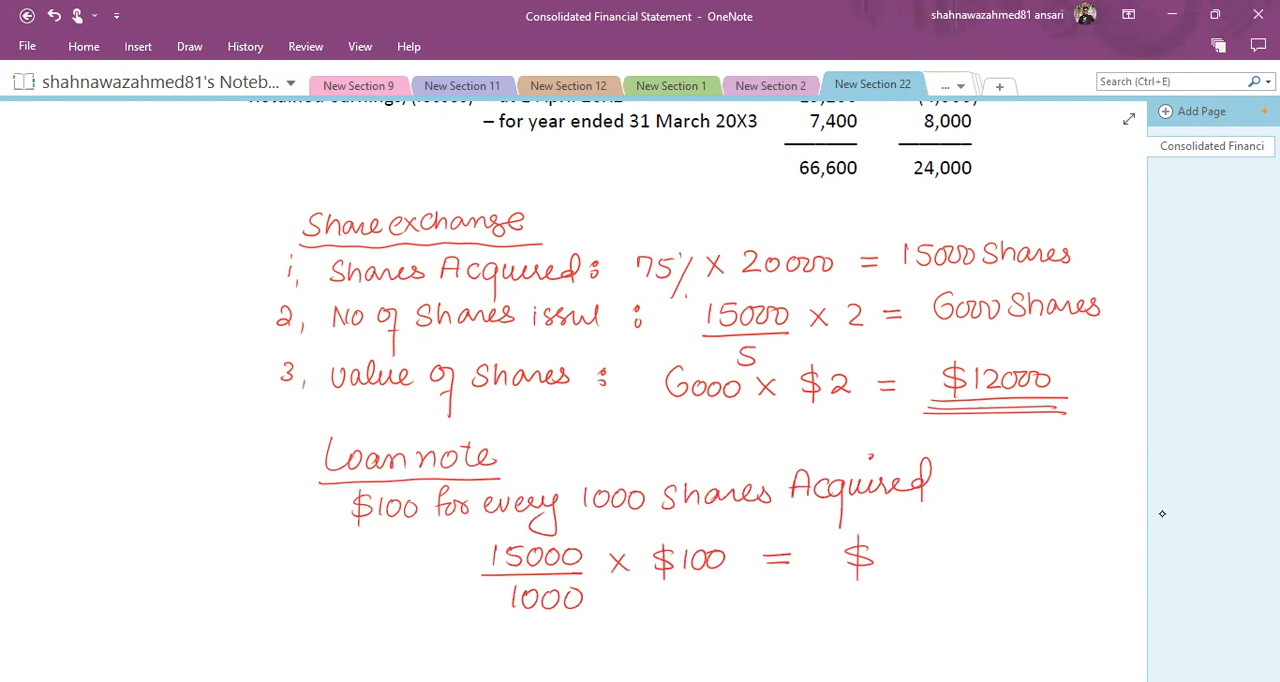 Consolidated Financial Statement - OneNote
shahnawazahmed81 ansari
File Home Insert Draw History Review View Help
shahnawazahmed81's Noteb...
New Section 9 New Section 11 New Section 12 New Section 1 New Section 2 New Section 22 ...
Search (Ctrl+E)
Add Page
Consolidated Financi
– for year ended 31 March 20X3 7,400 8,000
66,600 24,000
Share exchange
1, Shares Acquired : 75% × 20000 = 15000 Shares
2, No of Shares issul : 15000 × 2 = 6000 Shares
5
3, Value of Shares : 6000 × $2 = $12000
Loan note
$100 for every 1000 Shares Acquired
15000 × $100 = $
1000